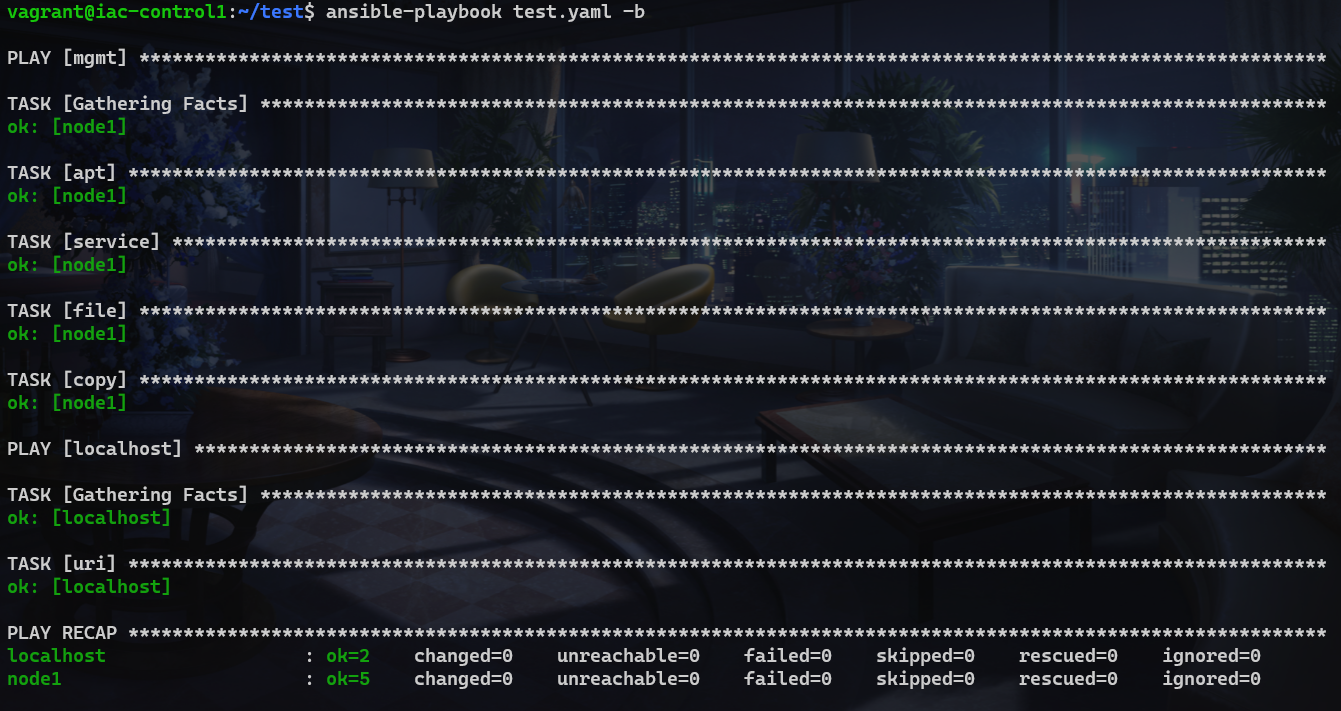 vagrant@iac-control1:~/test$ ansible-playbook test.yaml -b
PLAY [mgmt] ************************************************************************************************************
TASK [Gathering Facts] *************************************************************************************************
ok: [node1]
TASK [apt] *************************************************************************************************************
ok: [node1]
TASK [service] *********************************************************************************************************
ok: [node1]
TASK [file] ************************************************************************************************************
ok: [node1]
TASK [copy] ************************************************************************************************************
ok: [node1]
PLAY [localhost] *******************************************************************************************************
TASK [Gathering Facts] *************************************************************************************************
ok: [localhost]
TASK [uri] *************************************************************************************************************
ok: [localhost]
PLAY RECAP *************************************************************************************************************
localhost                  : ok=2    changed=0    unreachable=0    failed=0    skipped=0    rescued=0    ignored=0
node1                      : ok=5    changed=0    unreachable=0    failed=0    skipped=0    rescued=0    ignored=0